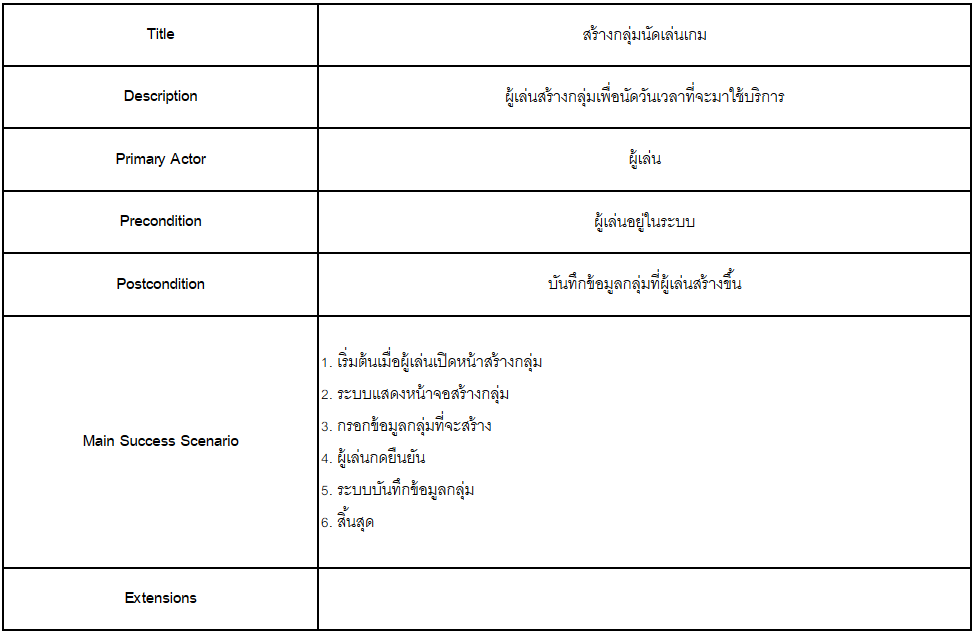 Title
สร้างกลุ่มนัดเล่นเกม
Description
ผู้เล่นสร้างกลุ่มเพื่อนัดวันเวลาที่จะมาใช้บริการ
Primary Actor
ผู้เล่น
Precondition
ผู้เล่นอยู่ในระบบ
Postcondition
บันทึกข้อมูลกลุ่มที่ผู้เล่นสร้างขึ้น
Main Success Scenario
1. เริ่มต้นเมื่อผู้เล่นเปิดหน้าสร้างกลุ่ม
2. ระบบแสดงหน้าจอสร้างกลุ่ม
3. กรอกข้อมูลกลุ่มที่จะสร้าง
4. ผู้เล่นกดยืนยัน
5. ระบบบันทึกข้อมูลกลุ่ม
6. สิ้นสุด
Extensions